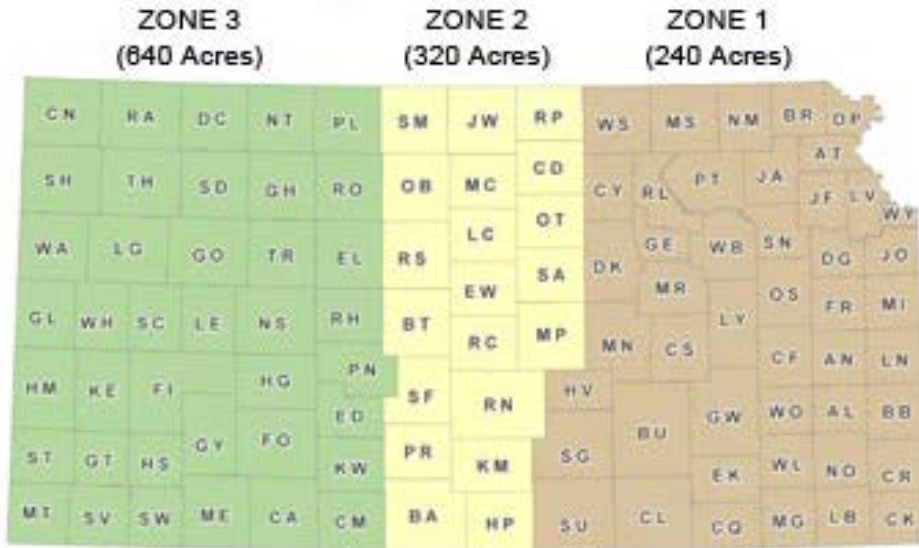 ZONE 3
(640 Acres)
ZONE 2
(320 Acres)
ZONE 1
(240 Acres)
CN RA DC NT PL SM JW RP WS MS NM BR DP
SH TH SD GH RO OB MC CD CY RL PT JA AT JF LV WY
WA LG GO TR EL RS LC OT DK GE WB SN DG JO
GL WH SC LE NS RH BT EW SA MR LY OS FR MI
HM KE FI HG PN RC MP MN CS CF AN LN
ST GT HS GY FO ED SF RN HV BU GW WO AL BB
KW PR KM SG EK WL NO CR
MT SV SW ME CA CM BA HP SU CL CQ MG LB CK